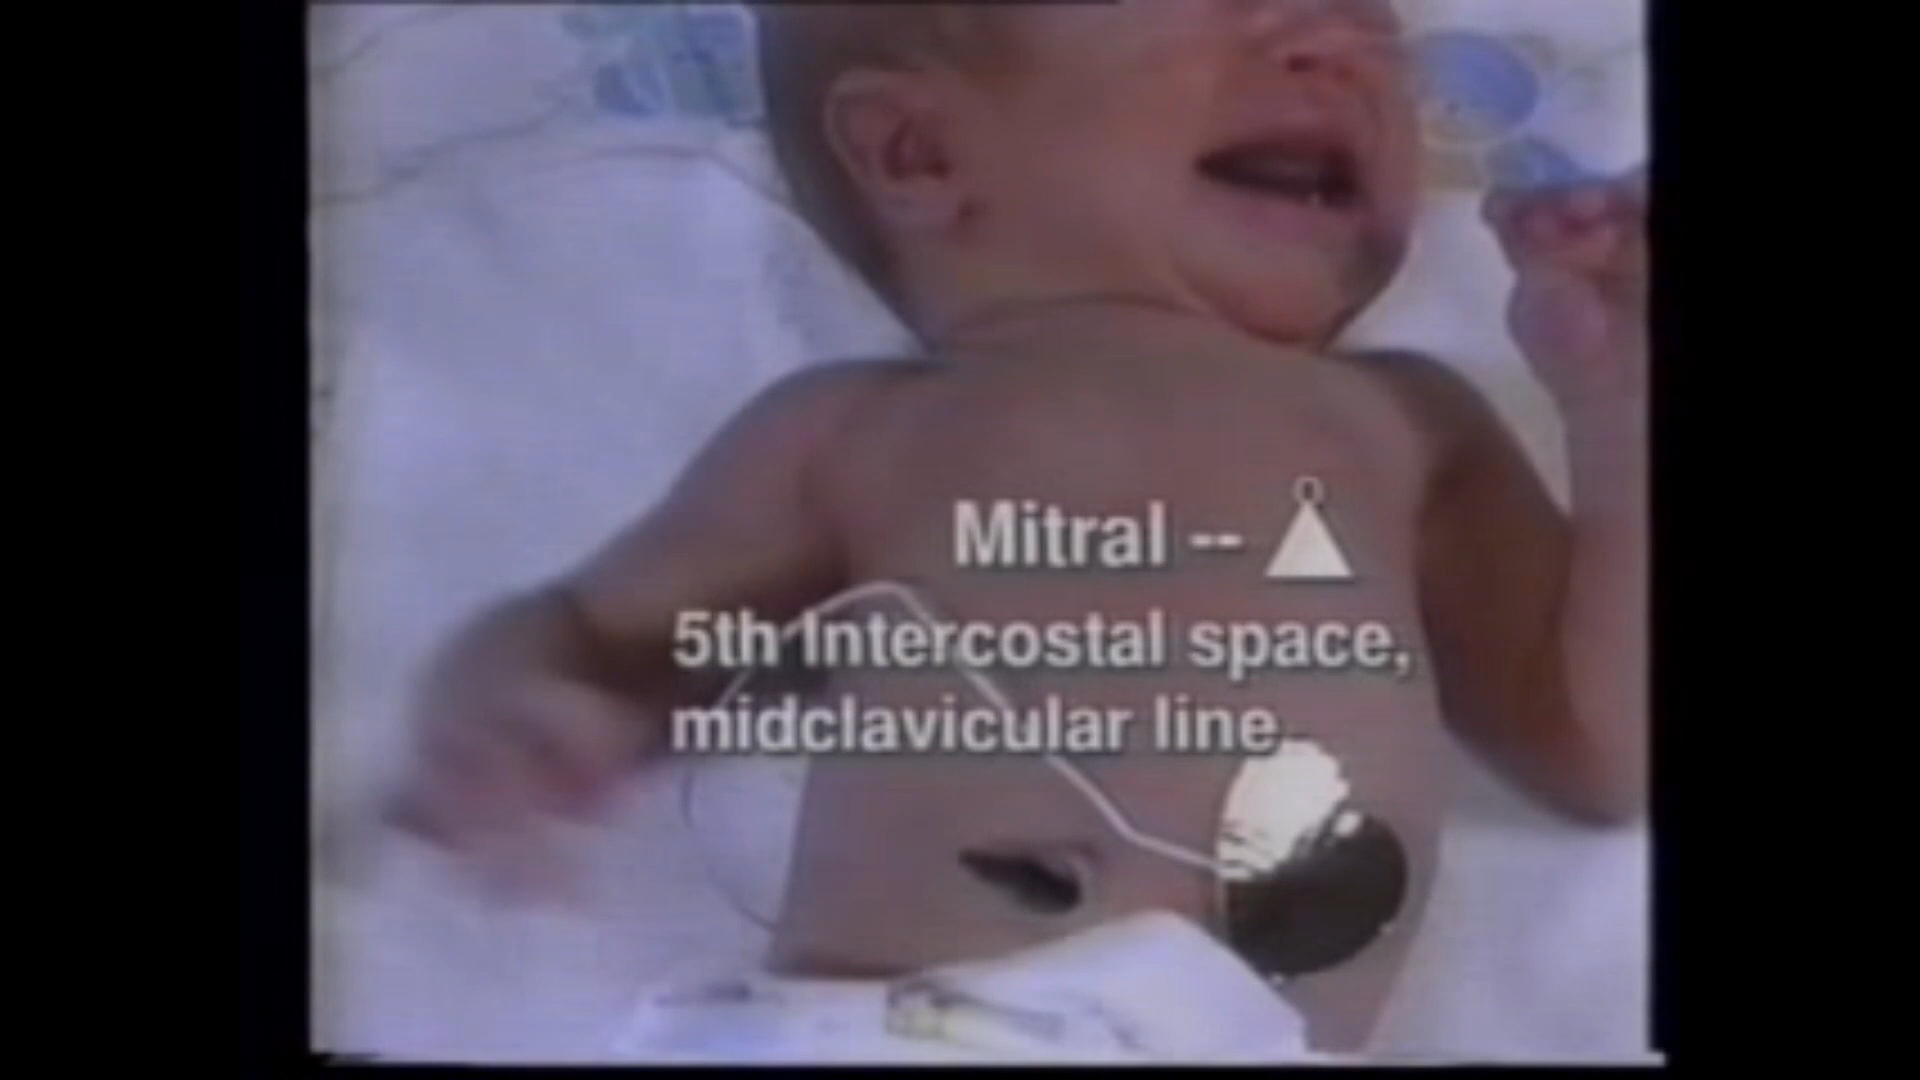 Mitral --
5th Intercostal space,
midclavicular line